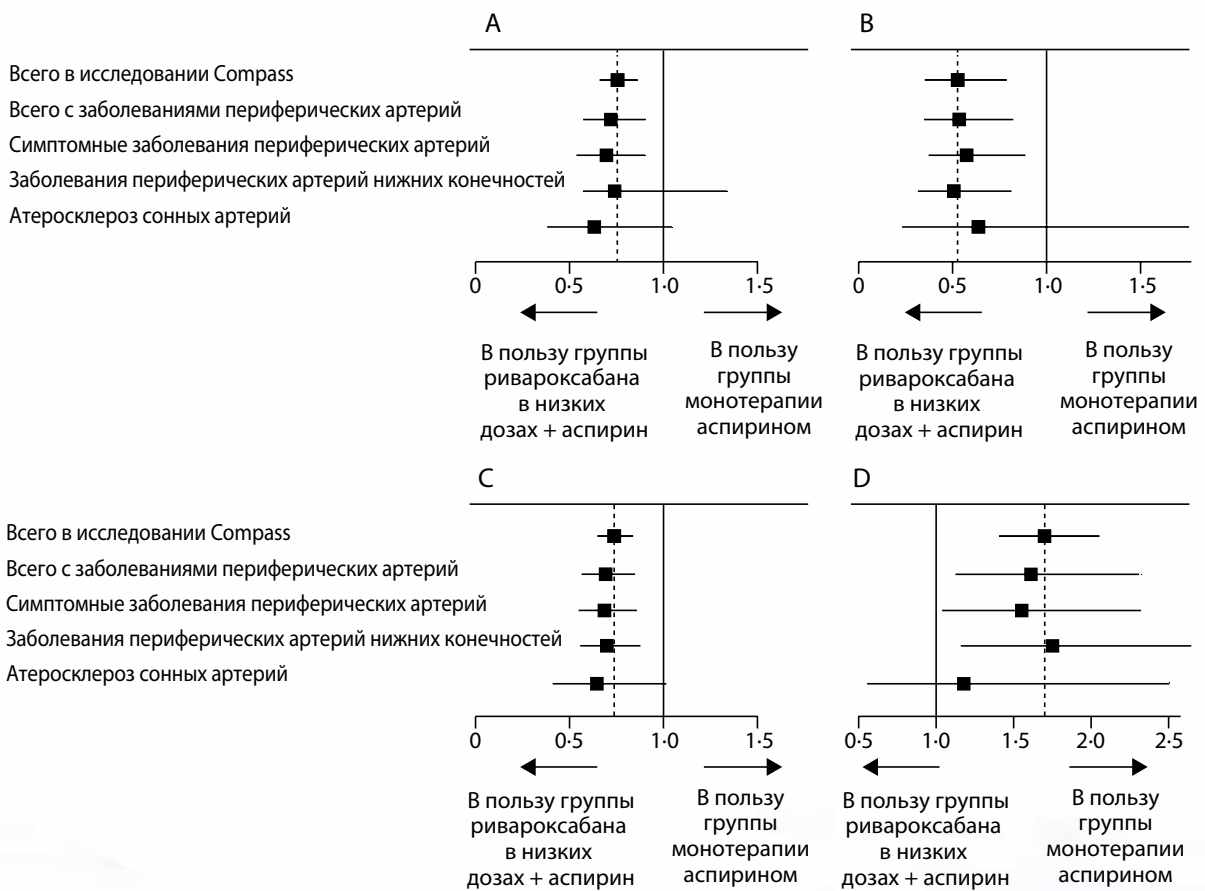 A
B
Всего в исследовании Compass
Всего с заболеваниями периферических артерий
Симптомные заболевания периферических артерий
Заболевания периферических артерий нижних конечностей
Атеросклероз сонных артерий
0 0·5 1·0 1·5
0 0·5 1·0 1·5
В пользу группы
ривароксабана
в низких
дозах + аспирин
В пользу
группы
монотерапии
аспирином
В пользу группы
ривароксабана
в низких
дозах + аспирин
В пользу
группы
монотерапии
аспирином
C
D
Всего в исследовании Compass
Всего с заболеваниями периферических артерий
Симптомные заболевания периферических артерий
Заболевания периферических артерий нижних конечностей
Атеросклероз сонных артерий
0 0·5 1·0 1·5
0·5 1·0 1·5 2·0 2·5
В пользу группы
ривароксабана
в низких
дозах + аспирин
В пользу
группы
монотерапии
аспирином
В пользу группы
ривароксабана
в низких
дозах + аспирин
В пользу
группы
монотерапии
аспирином